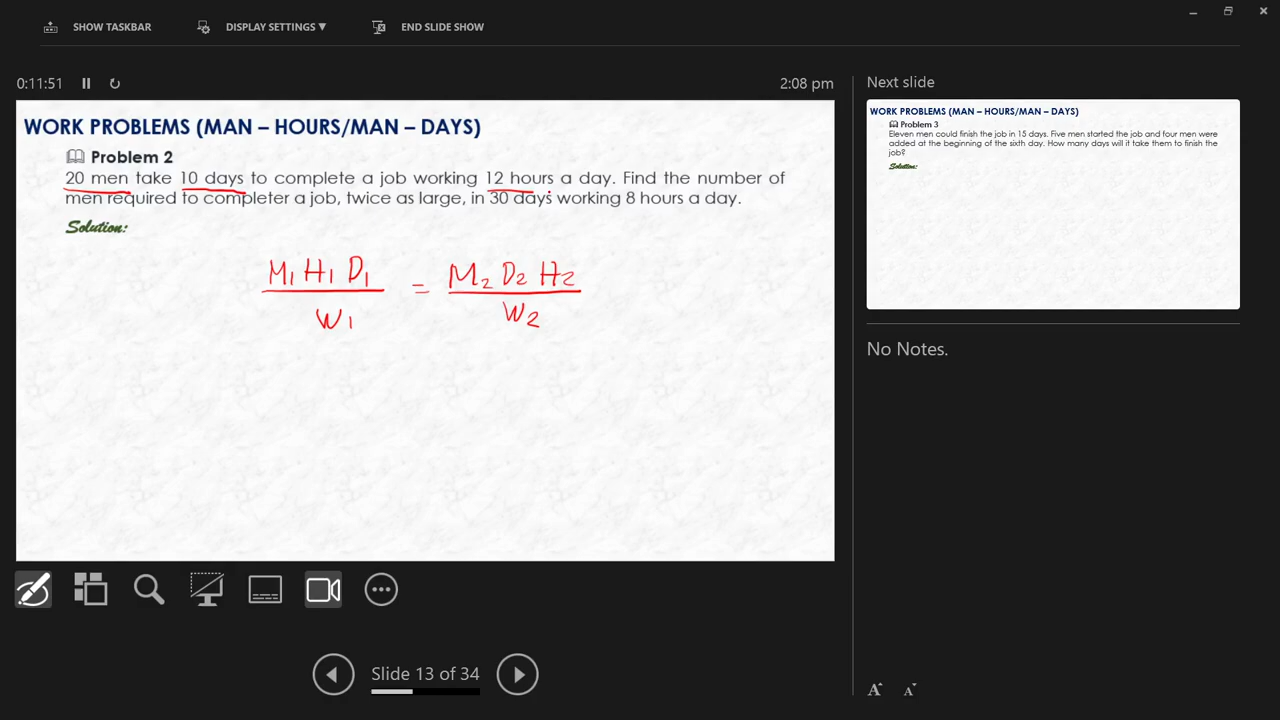 SHOW TASKBAR DISPLAY SETTINGS ▼ END SLIDE SHOW
0:11:51 2:08 pm
WORK PROBLEMS (MAN – HOURS/MAN – DAYS)
Problem 2
20 men take 10 days to complete a job working 12 hours a day. Find the number of
men required to completer a job, twice as large, in 30 days working 8 hours a day.
Solution:
M1 H1 D1 = M2 D2 H2
W1 W2
Slide 13 of 34
Next slide
WORK PROBLEMS (MAN – HOURS/MAN – DAYS)
Problem 3
Eleven men could finish the job in 15 days. Five men started the job and four men were
added at the beginning of the sixth day. How many days will it take them to finish the
job?
Solution:
No Notes.
A A